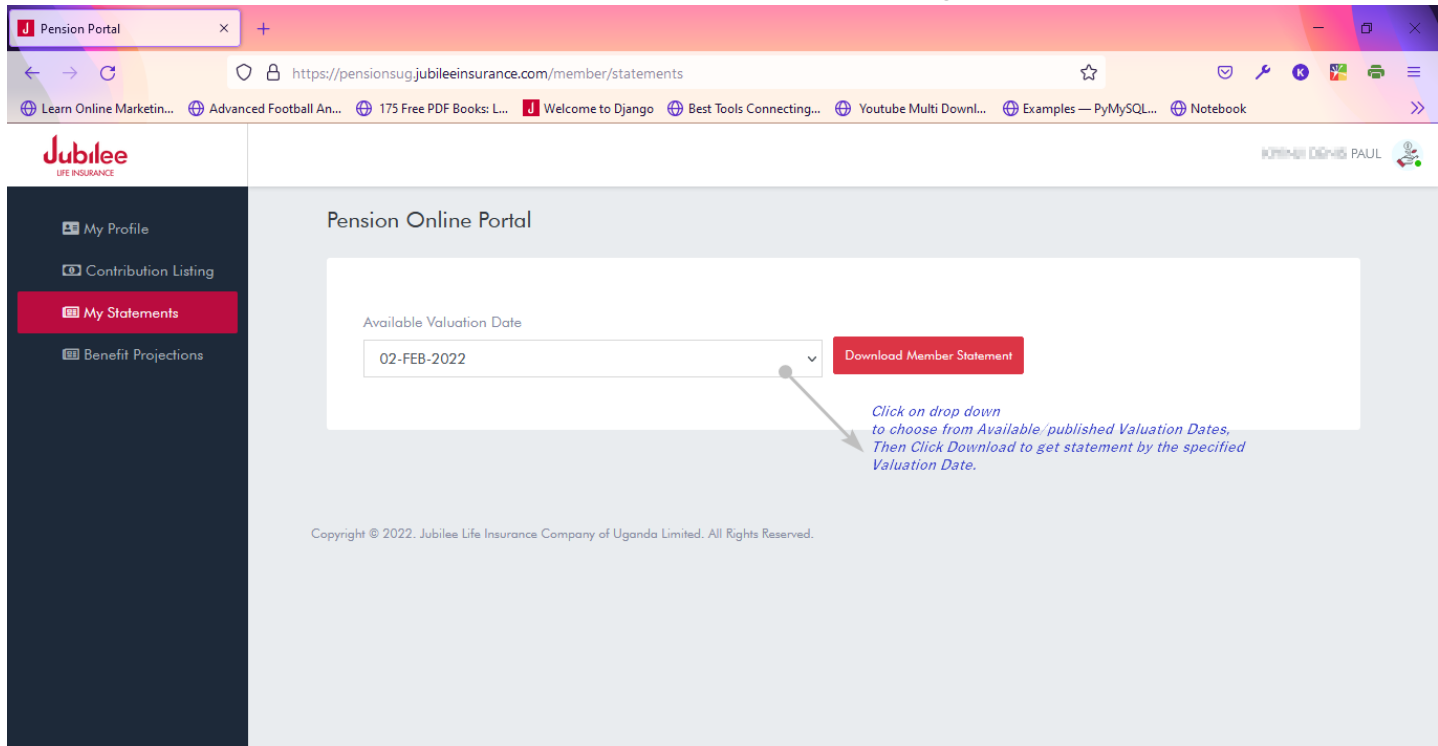 Pension Portal
https://pensionsug.jubileeinsurance.com/member/statements
K
Learn Online Marketin... Advanced Football An... 175 Free PDF Books: L... Welcome to Django Best Tools Connecting... Youtube Multi Downl... Examples — PyMySQL... Notebook
Jubilee
LIFE INSURANCE
PAUL
My Profile
Contribution Listing
My Statements
Benefit Projections
Pension Online Portal
Available Valuation Date
02-FEB-2022
Download Member Statement
Click on drop down
to choose from Available/published Valuation Dates,
Then Click Download to get statement by the specified
Valuation Date.
Copyright © 2022. Jubilee Life Insurance Company of Uganda Limited. All Rights Reserved.